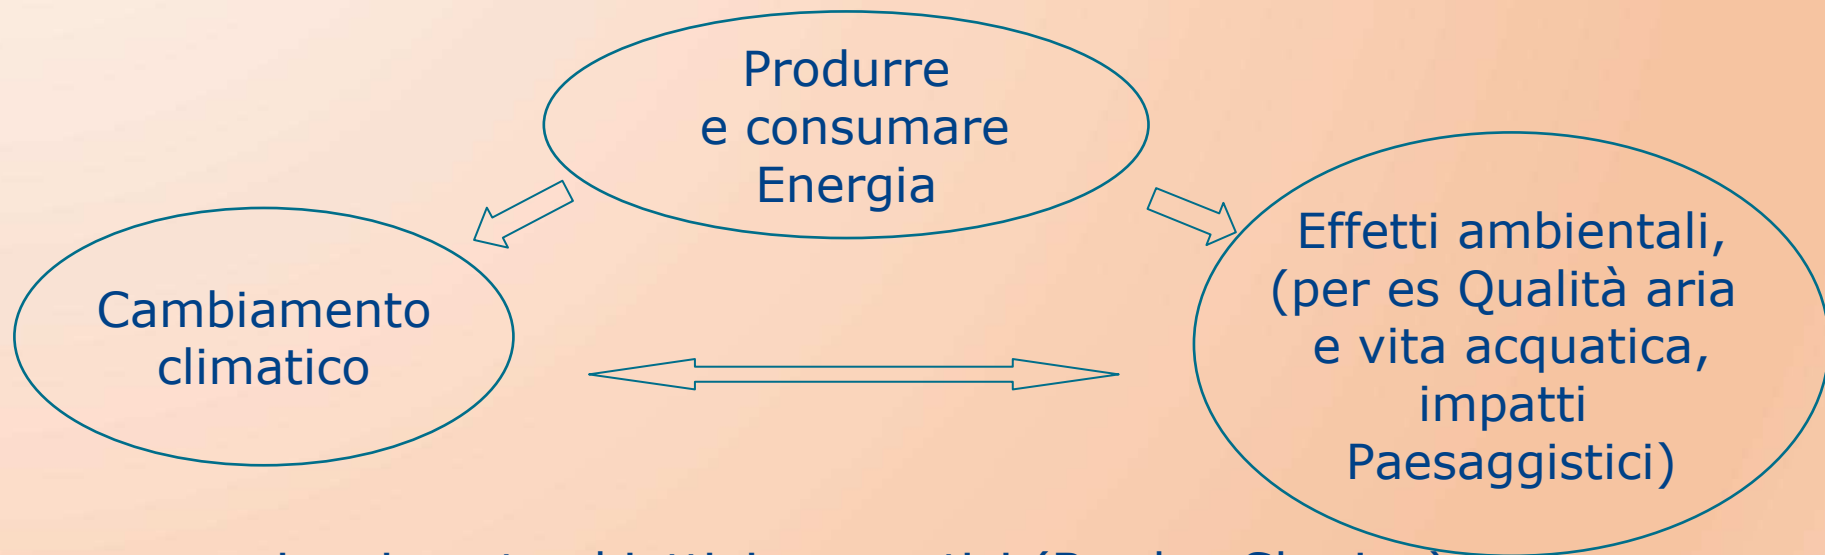 Produrre
e consumare
Energia
Cambiamento
climatico
Effetti ambientali,
(per es Qualità aria
e vita acquatica,
impatti
Paesaggistici)